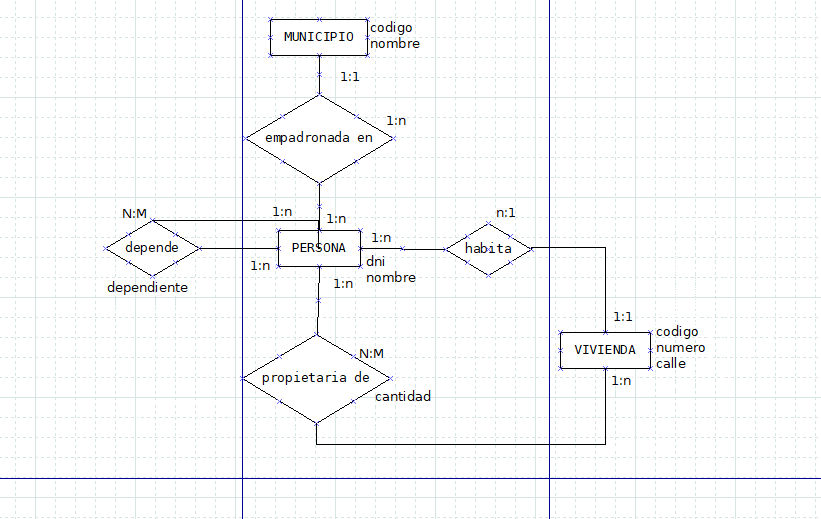 MUNICIPIO
codigo
nombre
1:1
1:n
empadronada en
N:M
1:n
1:n
n:1
depende
PERSONA
1:n
habita
1:n
dni
nombre
dependiente
1:n
1:1
codigo
numero
calle
VIVIENDA
N:M
propietaria de
cantidad
1:n